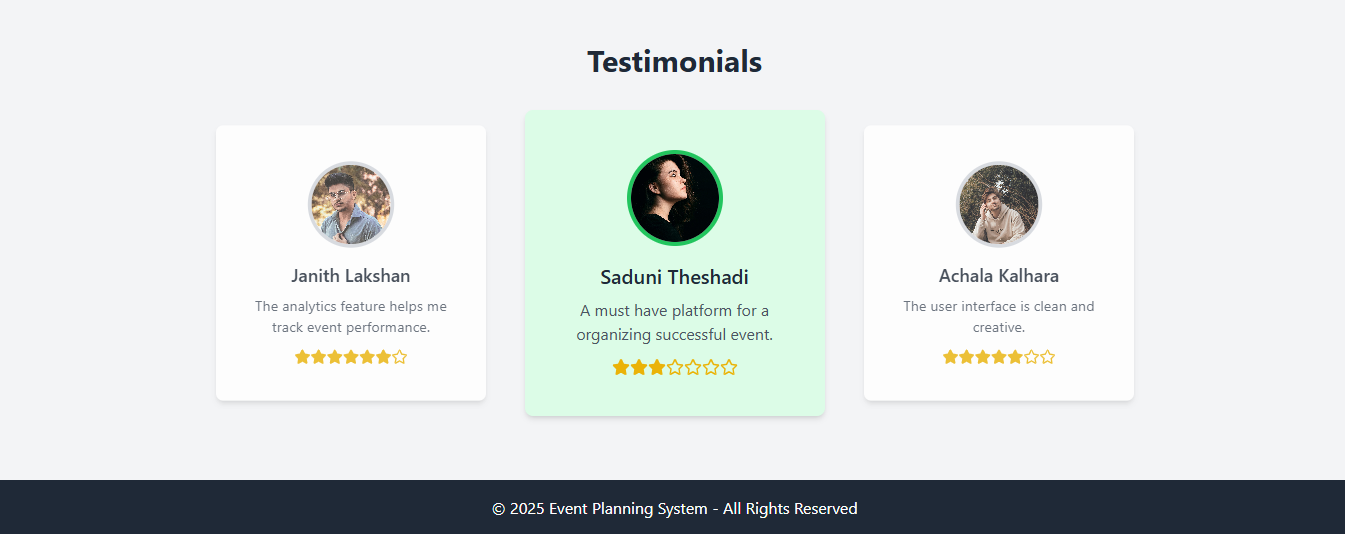 Testimonials
Janith Lakshan
The analytics feature helps me
track event performance.
Saduni Theshadi
A must have platform for a
organizing successful event.
Achala Kalhara
The user interface is clean and
creative.
© 2025 Event Planning System - All Rights Reserved